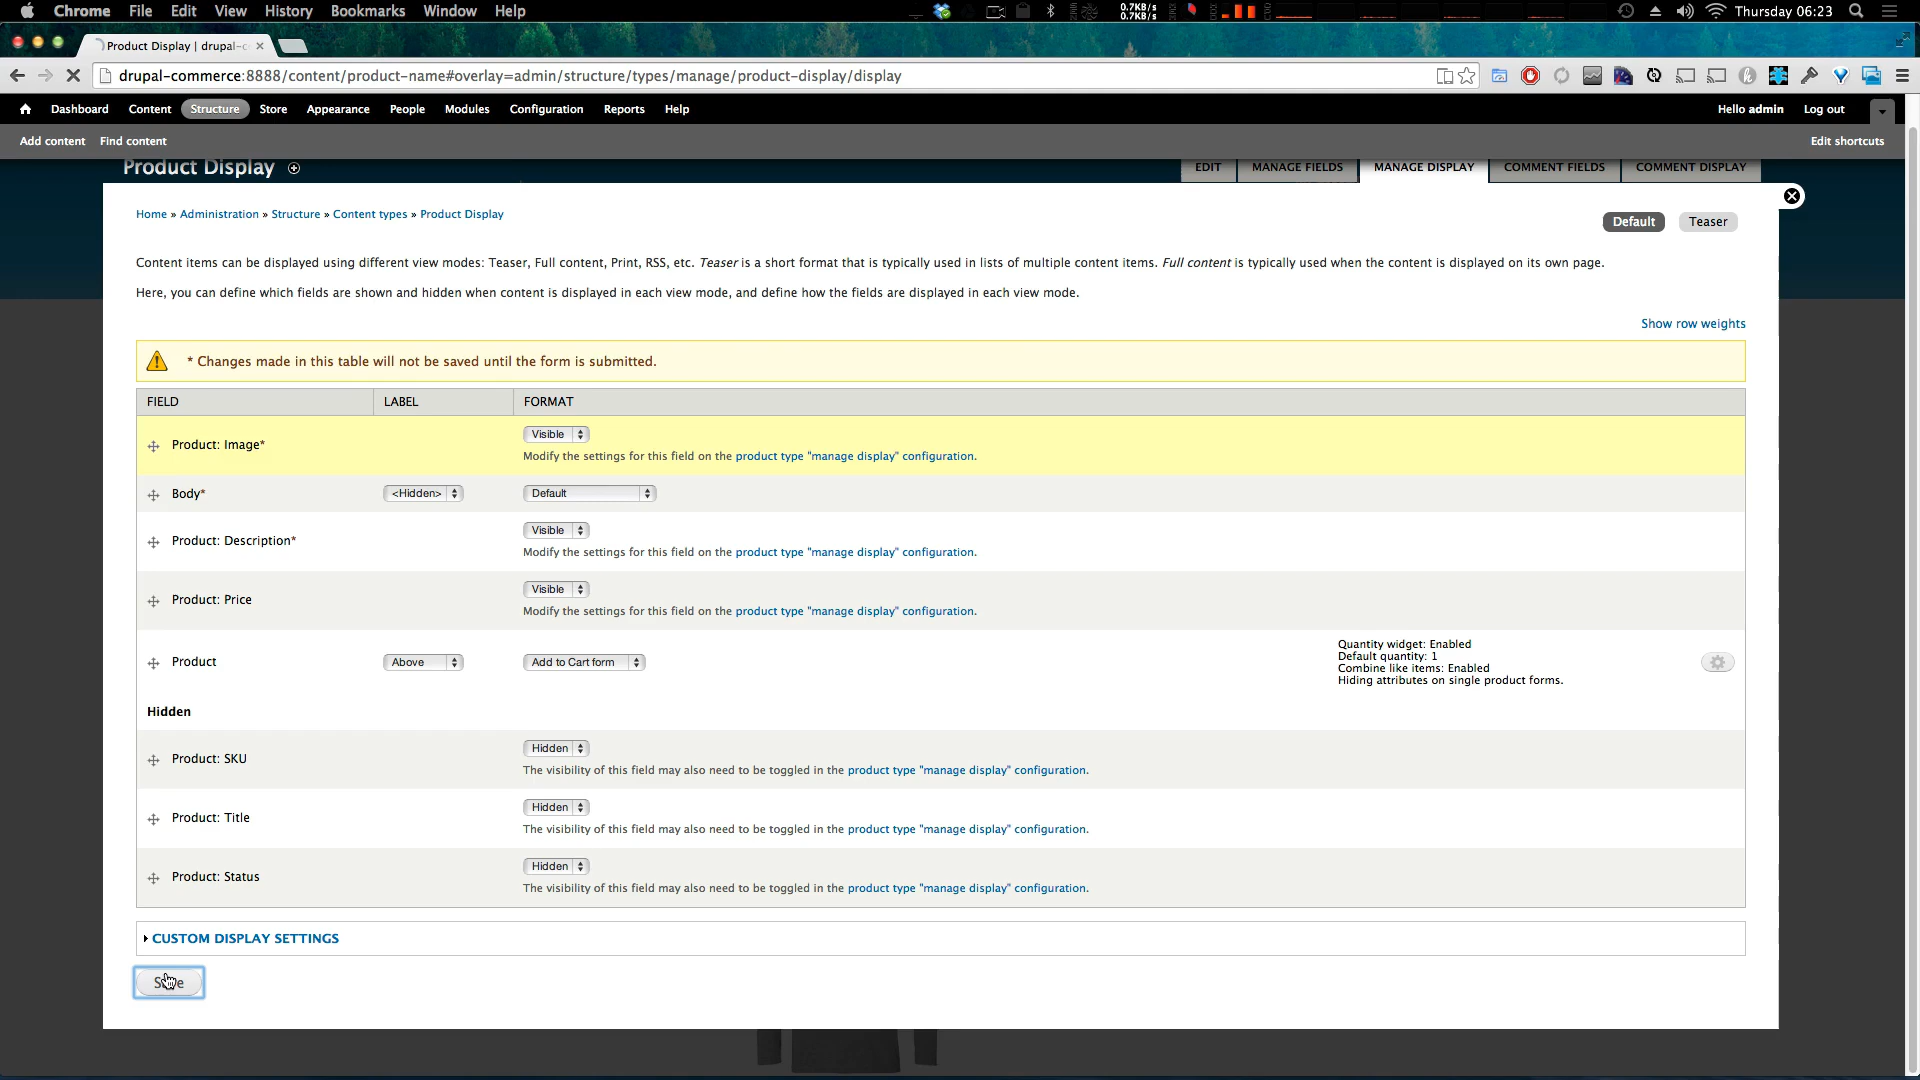 Chrome File Edit View History Bookmarks Window Help
0.7KB/s
0.7KB/s
Thursday 06:23
Product Display | drupal-c
drupal-commerce:8888/content/product-name#overlay=admin/structure/types/manage/product-display/display
Dashboard Content Structure Store Appearance People Modules Configuration Reports Help
Hello admin Log out
Add content Find content
Edit shortcuts
Product Display
EDIT MANAGE FIELDS MANAGE DISPLAY COMMENT FIELDS COMMENT DISPLAY
Home » Administration » Structure » Content types » Product Display
Default Teaser
Content items can be displayed using different view modes: Teaser, Full content, Print, RSS, etc. Teaser is a short format that is typically used in lists of multiple content items. Full content is typically used when the content is displayed on its own page.
Here, you can define which fields are shown and hidden when content is displayed in each view mode, and define how the fields are displayed in each view mode.
Show row weights
* Changes made in this table will not be saved until the form is submitted.
FIELD LABEL FORMAT
Product: Image* Visible
Modify the settings for this field on the product type "manage display" configuration.
Body* <Hidden> Default
Product: Description* Visible
Modify the settings for this field on the product type "manage display" configuration.
Product: Price Visible
Modify the settings for this field on the product type "manage display" configuration.
Product Above Add to Cart form
Quantity widget: Enabled
Default quantity: 1
Combine like items: Enabled
Hiding attributes on single product forms.
Hidden
Product: SKU Hidden
The visibility of this field may also need to be toggled in the product type "manage display" configuration.
Product: Title Hidden
The visibility of this field may also need to be toggled in the product type "manage display" configuration.
Product: Status Hidden
The visibility of this field may also need to be toggled in the product type "manage display" configuration.
CUSTOM DISPLAY SETTINGS
Save